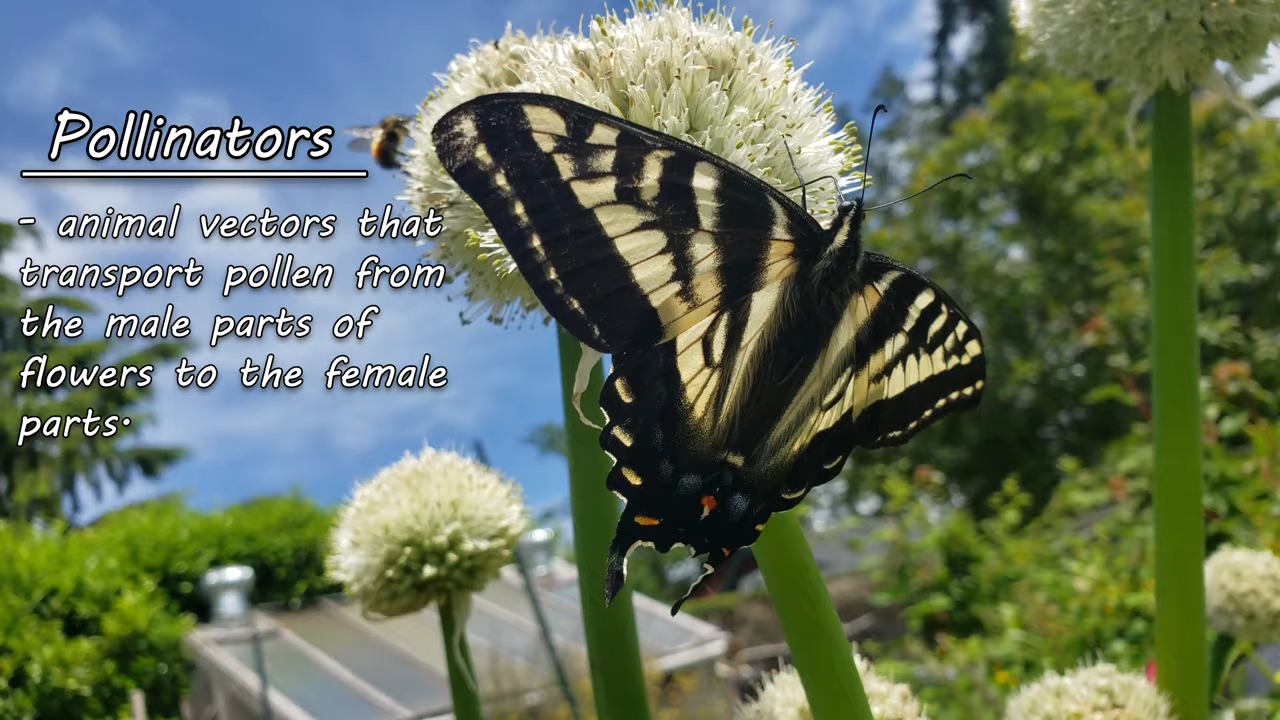 Pollinators
- animal vectors that
transport pollen from
the male parts of
flowers to the female
parts.